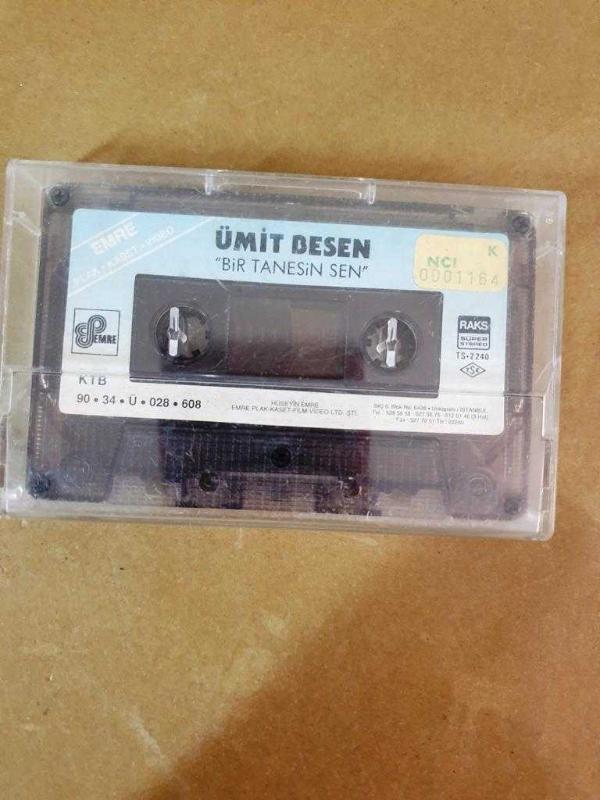 EMRE
PLAK • KASET • VIDEO
ÜMİT BESEN
"BİR TANESİN SEN"
K
NCI
0001164
EMRE
RAKS
SUPER
STEREO
TS•2240
TSE
KTB
90 • 34 • Ü • 028 • 608
HÜSEYİN EMRE
EMRE PLAK-KASET-FİLM VİDEO LTD. ŞTİ.